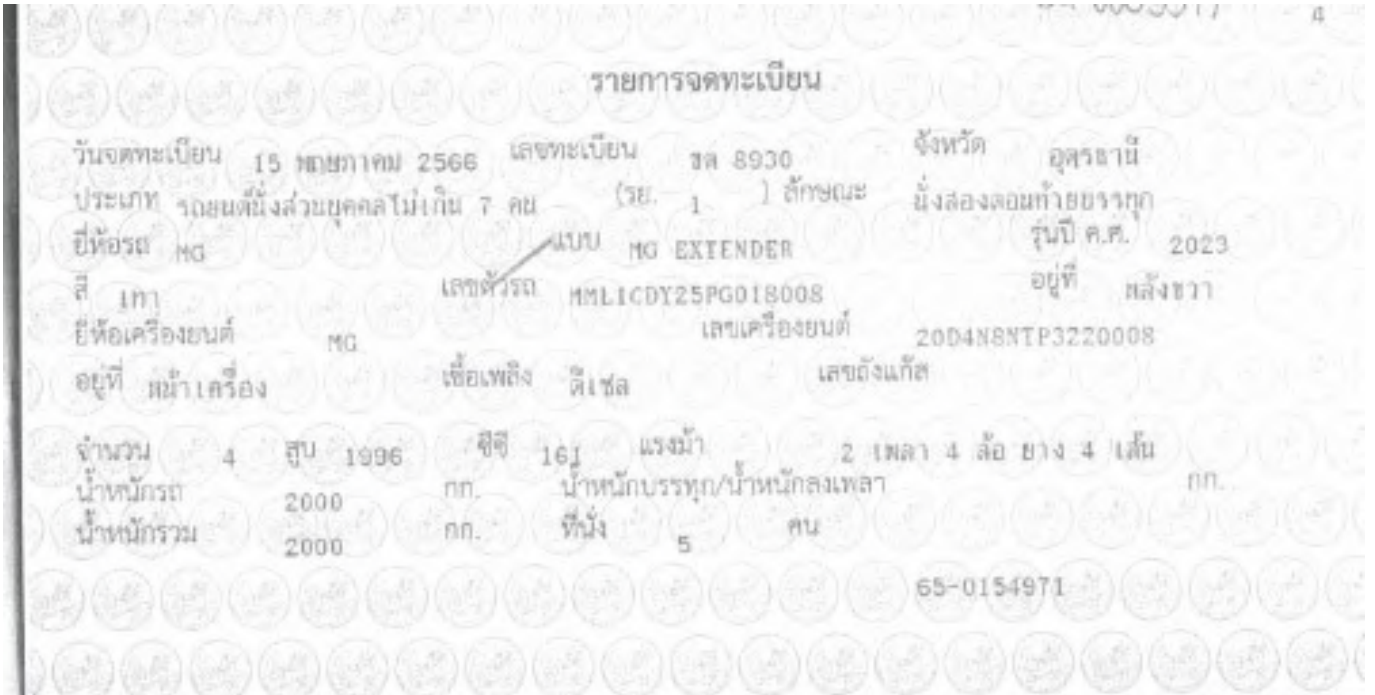 4
รายการจดทะเบียน
วันจดทะเบียน 15 พฤษภาคม 2566 เลขทะเบียน ขล 8930 จังหวัด อุดรธานี
ประเภท รถยนต์นั่งส่วนบุคคลไม่เกิน 7 คน (รย. 1 ) ลักษณะ นั่งสองตอนท้ายบรรทุก
ยี่ห้อรถ MG แบบ MG EXTENDER รุ่นปี ค.ศ. 2023
สี เทา เลขตัวรถ MMLICDY25PG018008 อยู่ที่ หลังขวา
ยี่ห้อเครื่องยนต์ MG เลขเครื่องยนต์ 20D4N8NTP3220008
อยู่ที่ หน้าเครื่อง เชื้อเพลิง ดีเซล เลขถังแก๊ส
จำนวน 4 สูบ 1996 ซีซี 161 แรงม้า 2 เพลา 4 ล้อ ยาง 4 เส้น
น้ำหนักรถ 2000 กก. น้ำหนักบรรทุก/น้ำหนักลงเพลา กก.
น้ำหนักรวม 2000 กก. ที่นั่ง 5 คน
65-0154971